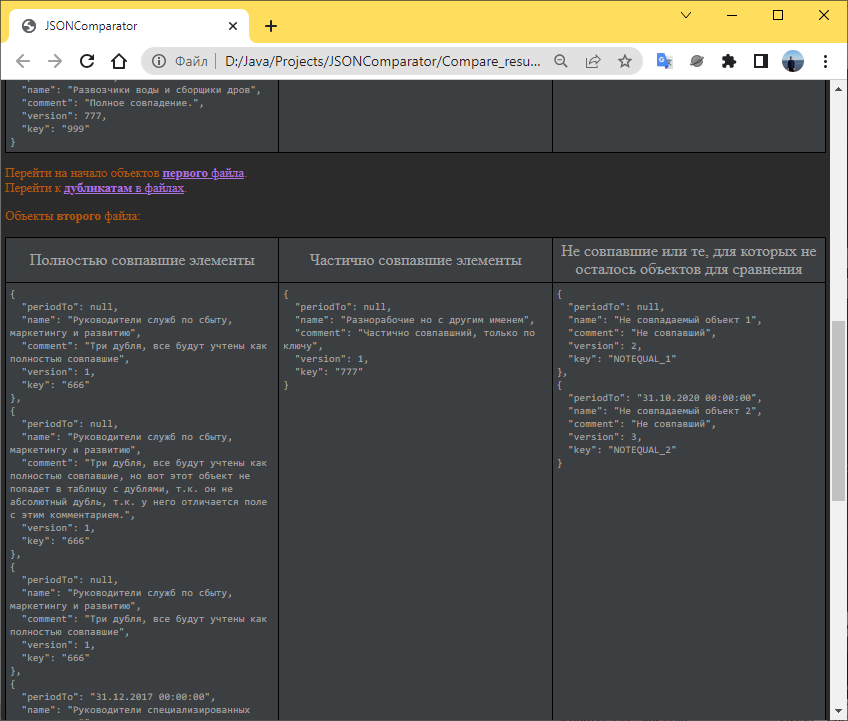 JSONComparator
Файл
D:/Java/Projects/JSONComparator/Compare_resu...
"name": "Развозчики воды и сборщики дров",
"comment": "Полное совпадение.",
"version": 777,
"key": "999"
}
Перейти на начало объектов первого файла.
Перейти к дубликатам в файлах.
Объекты второго файла:
Полностью совпавшие элементы
Частично совпавшие элементы
Не совпавшие или те, для которых не
осталось объектов для сравнения
{
"periodTo": null,
"name": "Руководители служб по сбыту,
маркетингу и развитию",
"comment": "Три дубля, все будут учтены как
полностью совпавшие",
"version": 1,
"key": "666"
},
{
"periodTo": null,
"name": "Руководители служб по сбыту,
маркетингу и развитию",
"comment": "Три дубля, все будут учтены как
полностью совпавшие, но вот этот объект не
попадет в таблицу с дублями, т.к. он не
абсолютный дубль, т.к. у него отличается поле
с этим комментарием.",
"version": 1,
"key": "666"
},
{
"periodTo": null,
"name": "Руководители служб по сбыту,
маркетингу и развитию",
"comment": "Три дубля, все будут учтены как
полностью совпавшие",
"version": 1,
"key": "666"
},
{
"periodTo": "31.12.2017 00:00:00",
"name": "Руководители специализированных
{
"periodTo": null,
"name": "Разнорабочие но с другим именем",
"comment": "Частично совпавшний, только по
ключу",
"version": 1,
"key": "777"
}
{
"periodTo": null,
"name": "Не совпадаемый объект 1",
"comment": "Не совпавший",
"version": 2,
"key": "NOTEQUAL_1"
},
{
"periodTo": "31.10.2020 00:00:00",
"name": "Не совпадаемый объект 2",
"comment": "Не совпавший",
"version": 3,
"key": "NOTEQUAL_2"
}